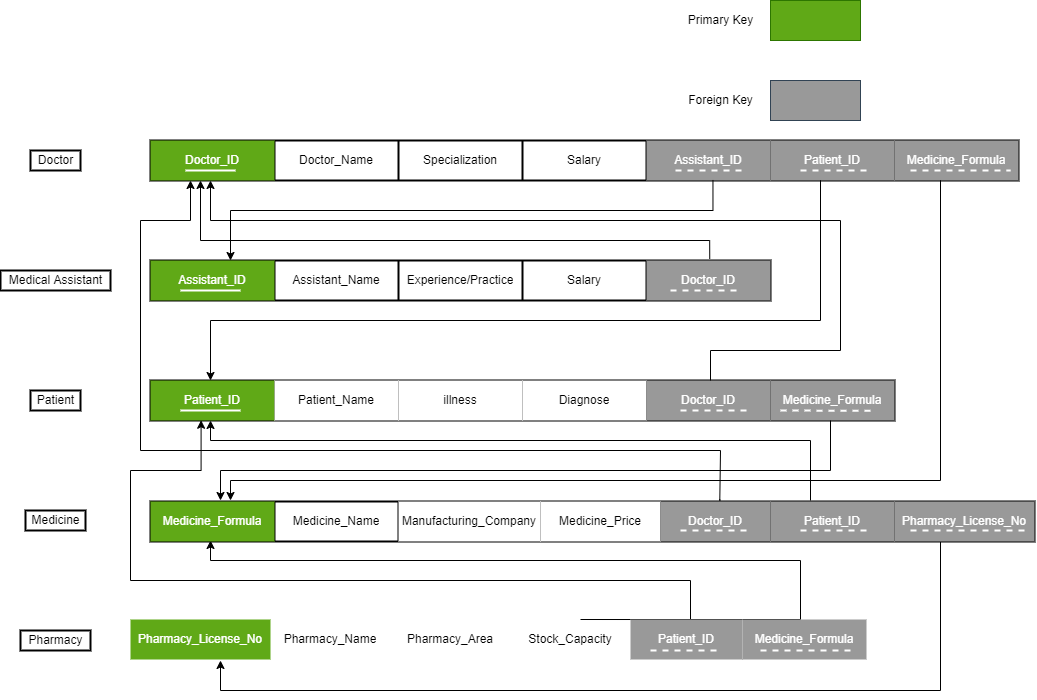 Primary Key
Foreign Key
Doctor Doctor_ID Doctor_Name Specialization Salary Assistant_ID Patient_ID Medicine_Formula
Medical Assistant Assistant_ID Assistant_Name Experience/Practice Salary Doctor_ID
Patient Patient_ID Patient_Name illness Diagnose Doctor_ID Medicine_Formula
Medicine Medicine_Formula Medicine_Name Manufacturing_Company Medicine_Price Doctor_ID Patient_ID Pharmacy_License_No
Pharmacy Pharmacy_License_No Pharmacy_Name Pharmacy_Area Stock_Capacity Patient_ID Medicine_Formula